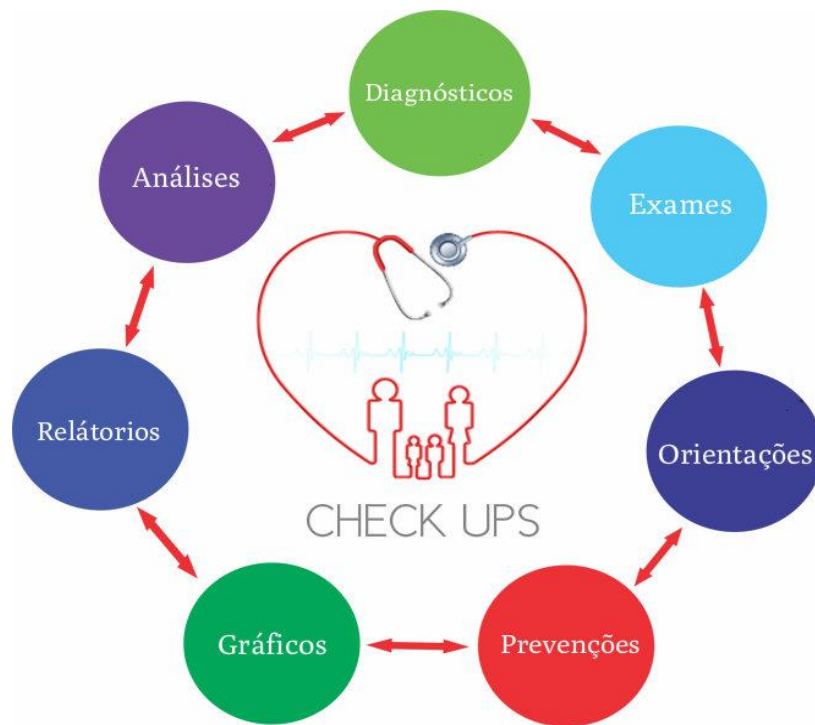 Diagnósticos
Análises
Exames
Relátorios
Orientações
CHECK UPS
Gráficos
Prevenções